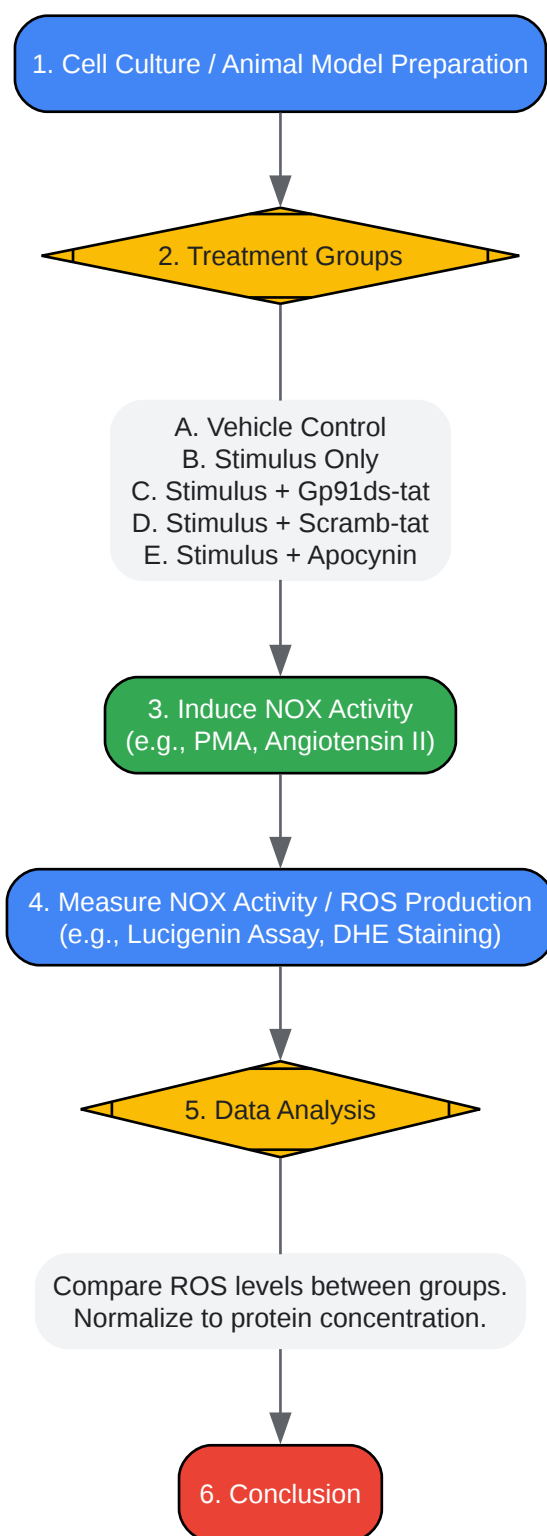 1. Cell Culture / Animal Model Preparation
2. Treatment Groups
A. Vehicle Control
B. Stimulus Only
C. Stimulus + Gp91ds-tat
D. Stimulus + Scramb-tat
E. Stimulus + Apocynin
3. Induce NOX Activity
(e.g., PMA, Angiotensin II)
4. Measure NOX Activity / ROS Production
(e.g., Lucigenin Assay, DHE Staining)
5. Data Analysis
Compare ROS levels between groups.
Normalize to protein concentration.
6. Conclusion